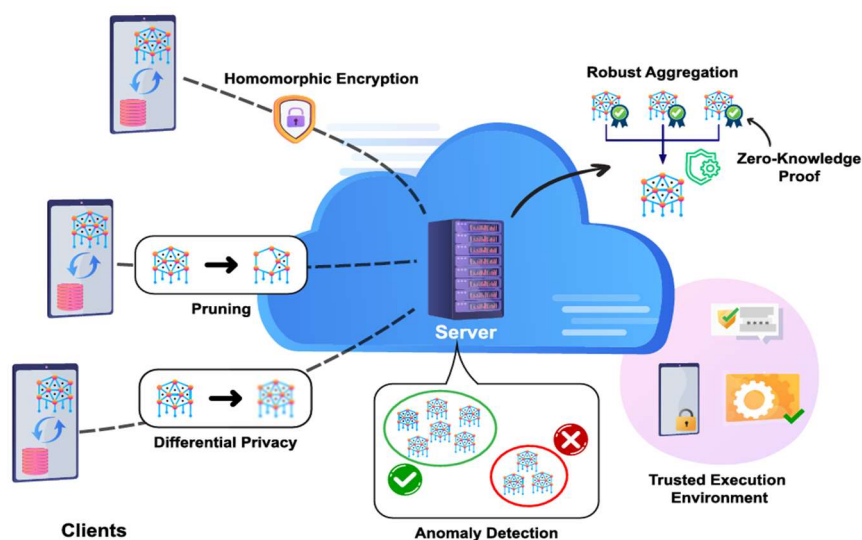 Homomorphic Encryption
Robust Aggregation
Zero-Knowledge
Proof
Pruning
Server
Differential Privacy
Trusted Execution
Environment
Clients
Anomaly Detection